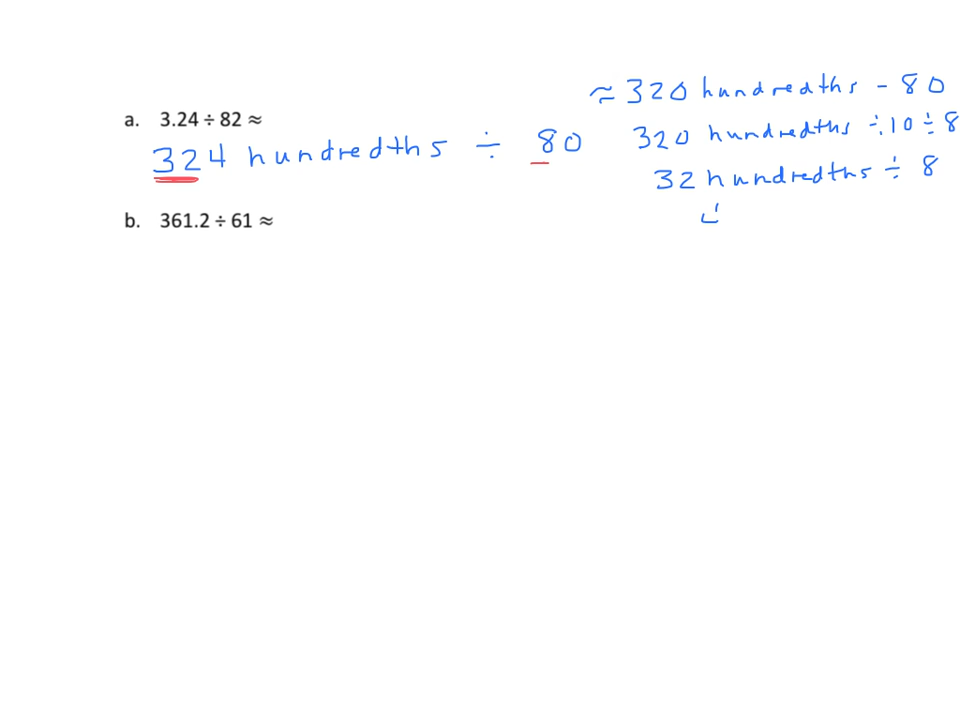 ≈ 320 hundredths - 80
a. 3.24 ÷ 82 ≈
320 hundredths ÷ 10 ÷ 8
324 hundredths ÷ 80
32 hundredths ÷ 8
b. 361.2 ÷ 61 ≈